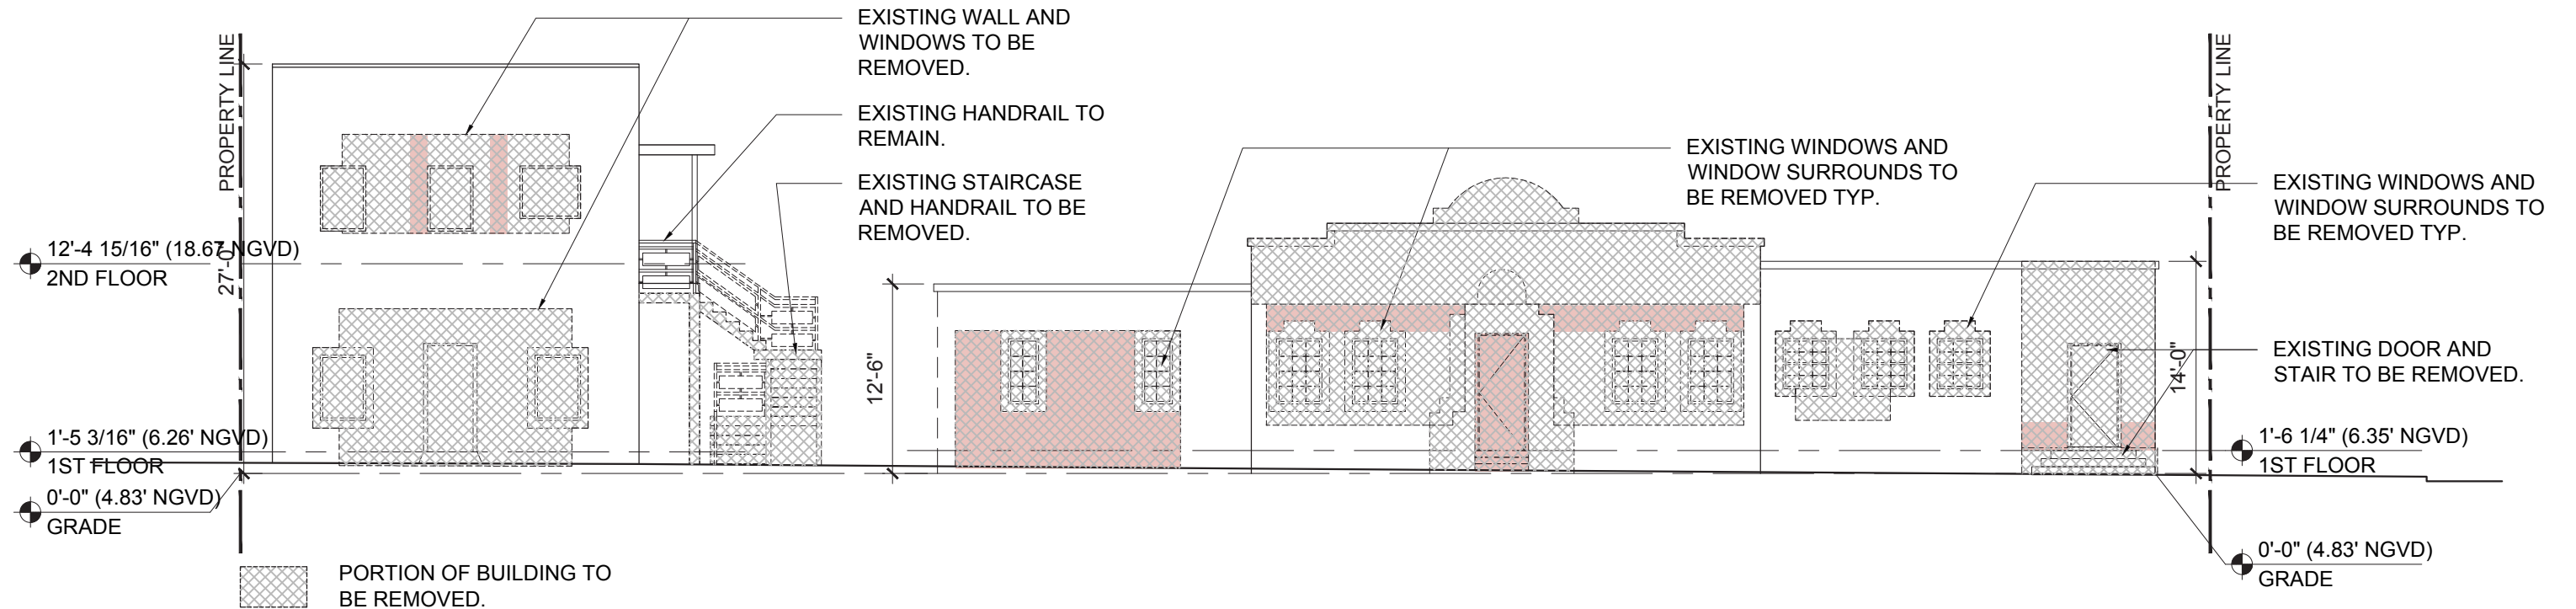 EXISTING WALL AND
WINDOWS TO BE
REMOVED.
EXISTING HANDRAIL TO
REMAIN.
EXISTING STAIRCASE
AND HANDRAIL TO BE
REMOVED.
EXISTING WINDOWS AND
WINDOW SURROUNDS TO
BE REMOVED TYP.
EXISTING WINDOWS AND
WINDOW SURROUNDS TO
BE REMOVED TYP.
EXISTING DOOR AND
STAIR TO BE REMOVED.
PROPERTY LINE
PROPERTY LINE
27'-0"
12'-6"
14'-0"
12'-4 15/16" (18.67 NGVD)
2ND FLOOR
1'-5 3/16" (6.26' NGVD)
1ST FLOOR
0'-0" (4.83' NGVD)
GRADE
1'-6 1/4" (6.35' NGVD)
1ST FLOOR
0'-0" (4.83' NGVD)
GRADE
PORTION OF BUILDING TO
BE REMOVED.